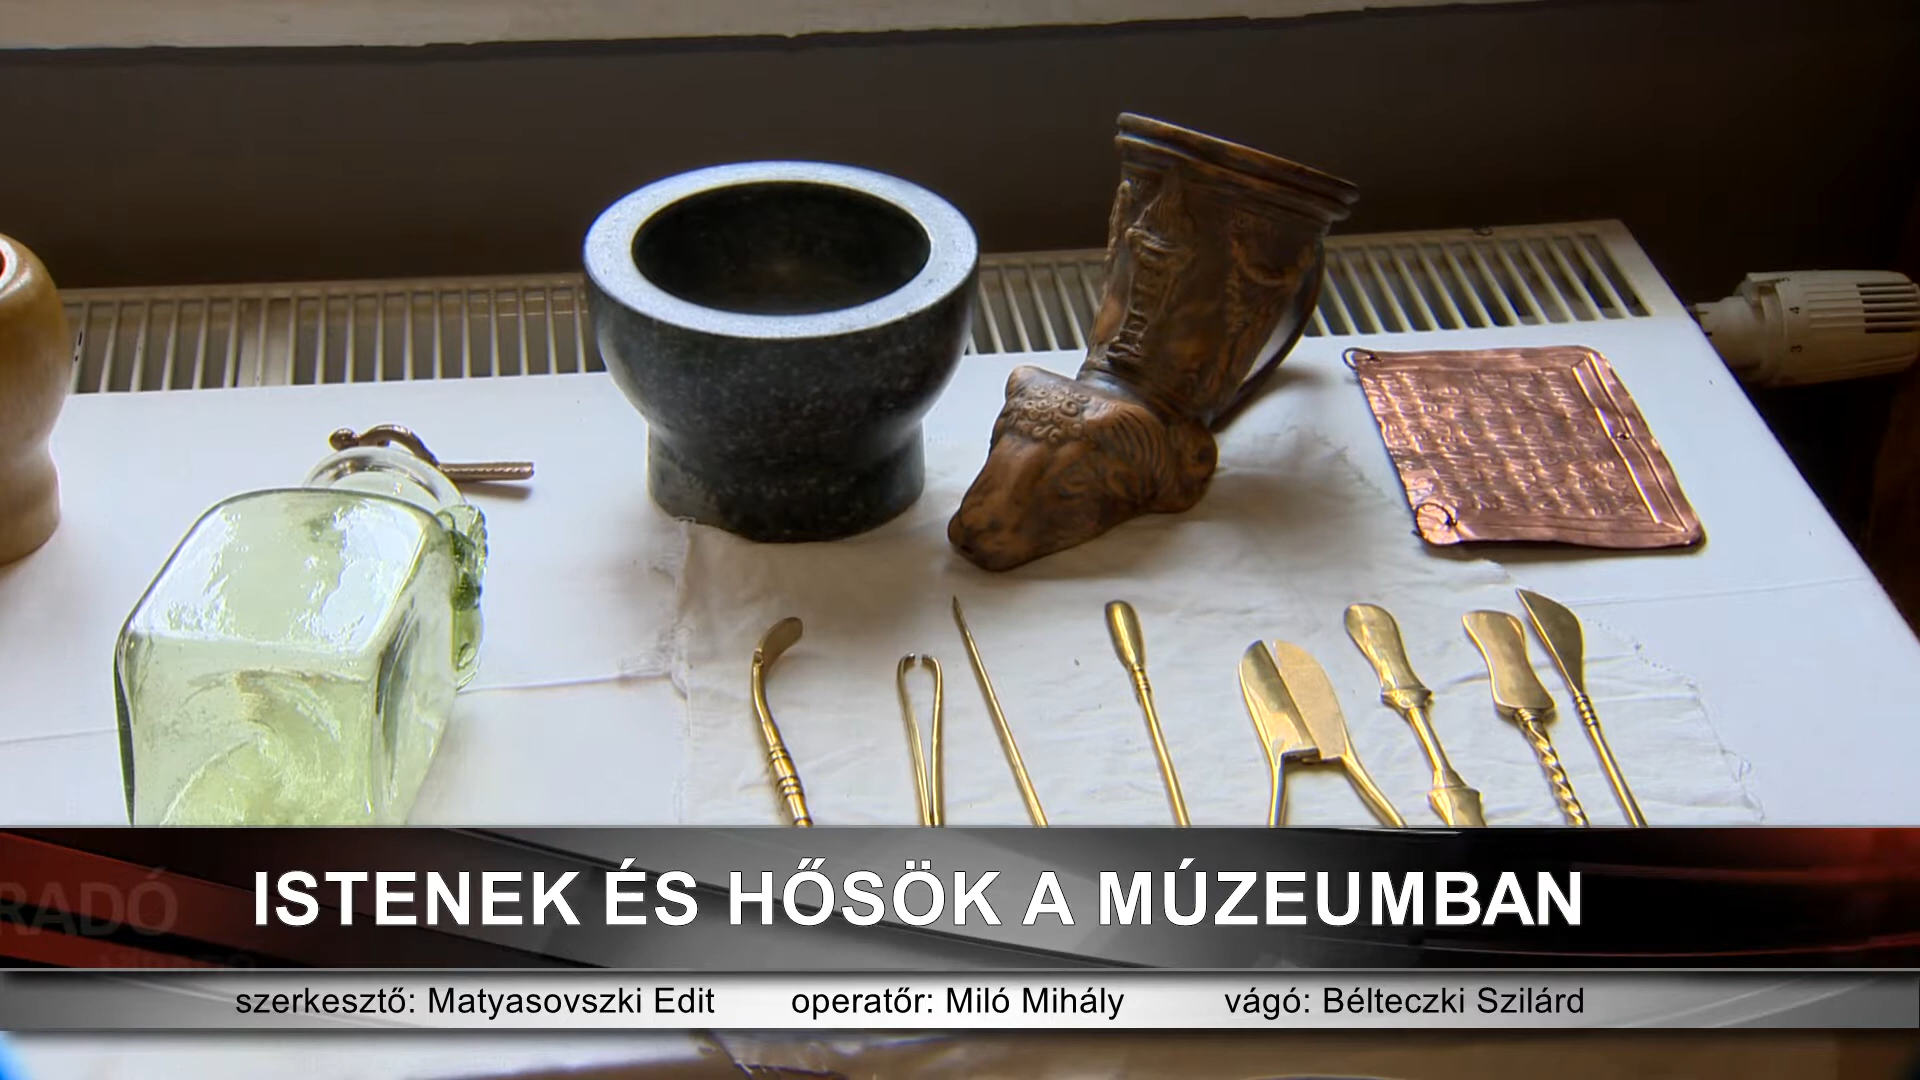 ISTENEK ÉS HŐSÖK A MÚZEUMBAN
szerkesztő: Matyasovszki Edit operatőr: Miló Mihály vágó: Bélteczki Szilárd